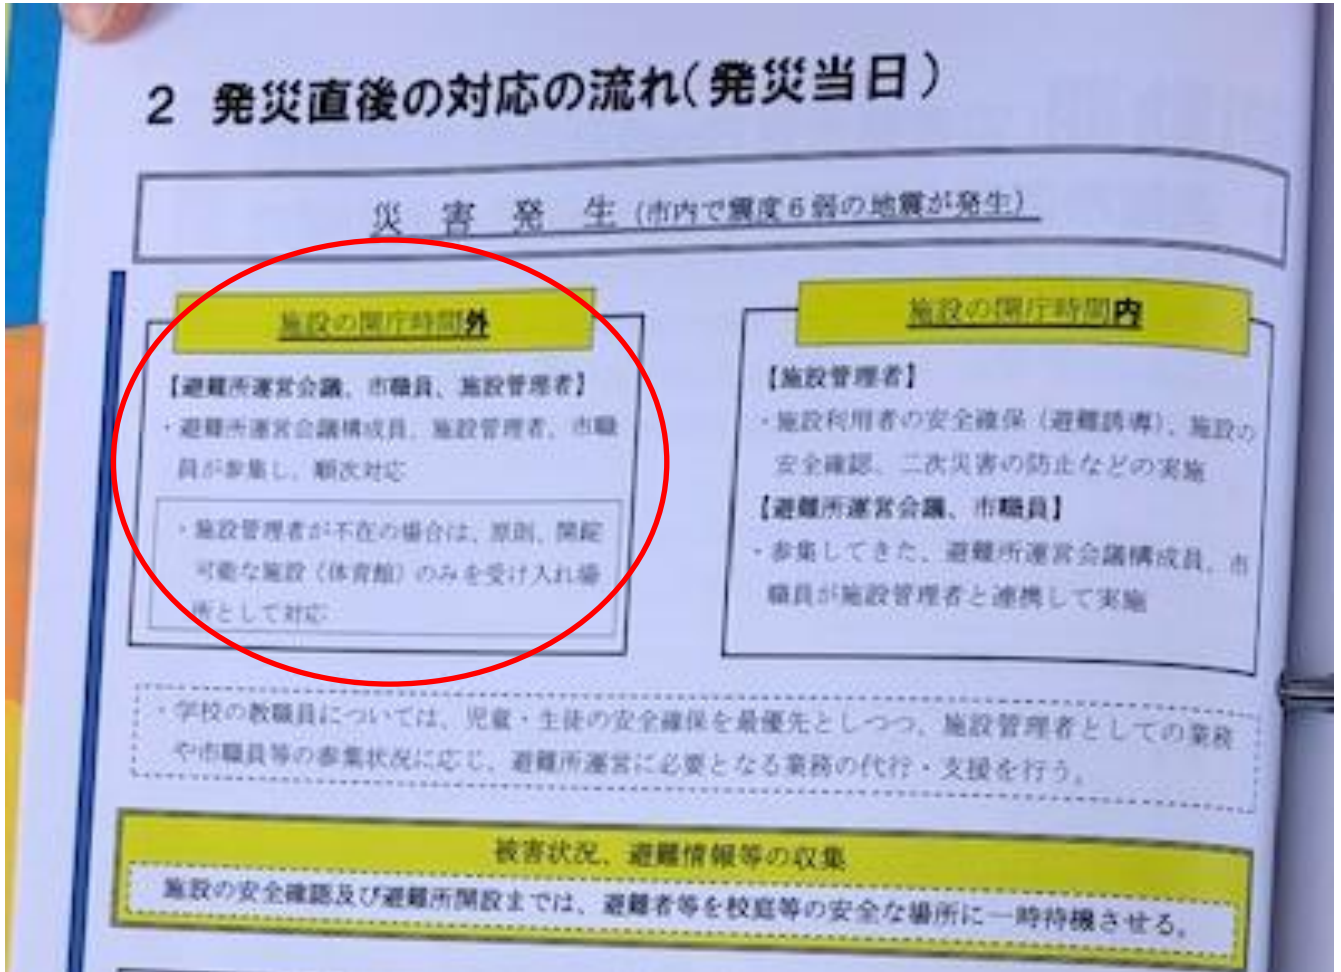 2 発災直後の対応の流れ(発災当日)
災害発生(市内で震度6弱の地震が発生)
施設の開庁時間外
【避難所運営会議、市職員、施設管理者】
・避難所運営会議構成員、施設管理者、市職
員が参集し、順次対応
・施設管理者が不在の場合は、原則、開錠
可能な施設(体育館)のみを受け入れ場
所として対応
施設の開庁時間内
【施設管理者】
・施設利用者の安全確保(避難誘導)、施設の
安全確認、二次災害の防止などの実施
【避難所運営会議、市職員】
・参集してきた、避難所運営会議構成員、市
職員が施設管理者と連携して実施
・学校の教職員については、児童・生徒の安全確保を最優先としつつ、施設管理者としての業務
や市職員等の参集状況に応じ、避難所運営に必要となる業務の代行・支援を行う。
被害状況、避難情報等の収集
施設の安全確認及び避難所開設までは、避難者等を校庭等の安全な場所に一時待機させる。